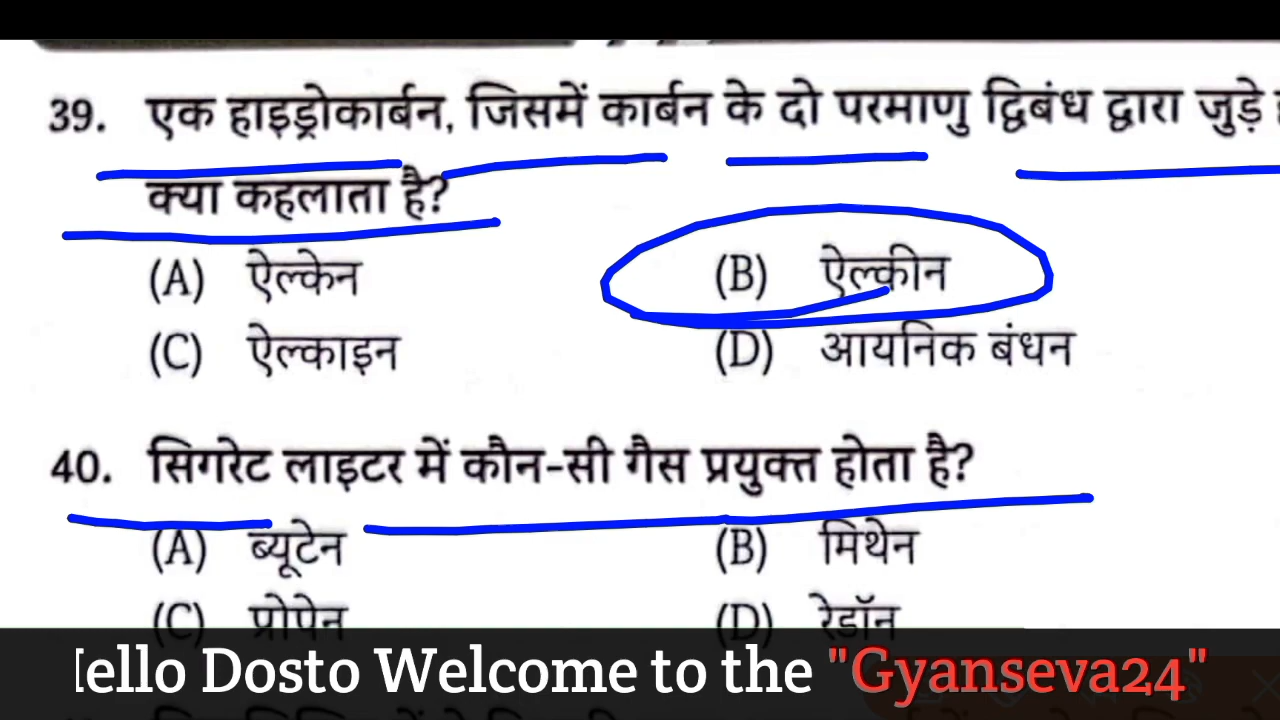 39. एक हाइड्रोकार्बन, जिसमें कार्बन के दो परमाणु द्विबंध द्वारा जुड़े
क्या कहलाता है?
(A) ऐल्केन (B) ऐल्कीन
(C) ऐल्काइन (D) आयनिक बंधन
40. सिगरेट लाइटर में कौन-सी गैस प्रयुक्त होता है?
(A) ब्यूटेन (B) मिथेन
(C) प्रोपेन (D) रेडॉन
ello Dosto Welcome to the "Gyanseva24"